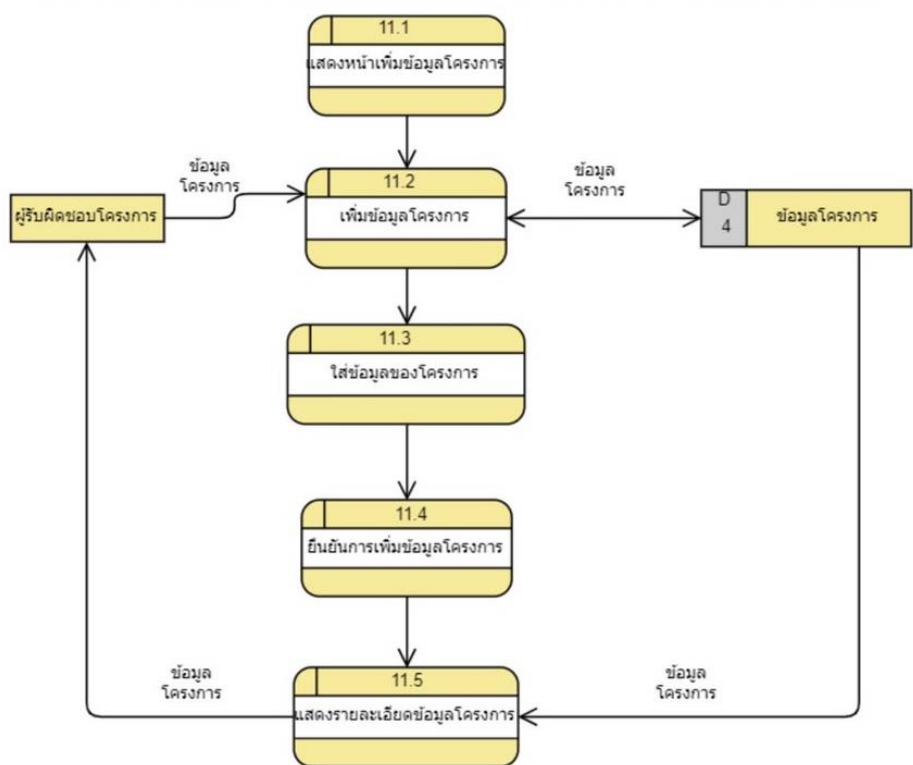 11.1
แสดงหน้าเพิ่มข้อมูลโครงการ
ข้อมูล
โครงการ
ข้อมูล
โครงการ
11.2
เพิ่มข้อมูลโครงการ
ผู้รับผิดชอบโครงการ
D
4
ข้อมูลโครงการ
11.3
ใส่ข้อมูลของโครงการ
11.4
ยืนยันการเพิ่มข้อมูลโครงการ
ข้อมูล
โครงการ
11.5
แสดงรายละเอียดข้อมูลโครงการ
ข้อมูล
โครงการ